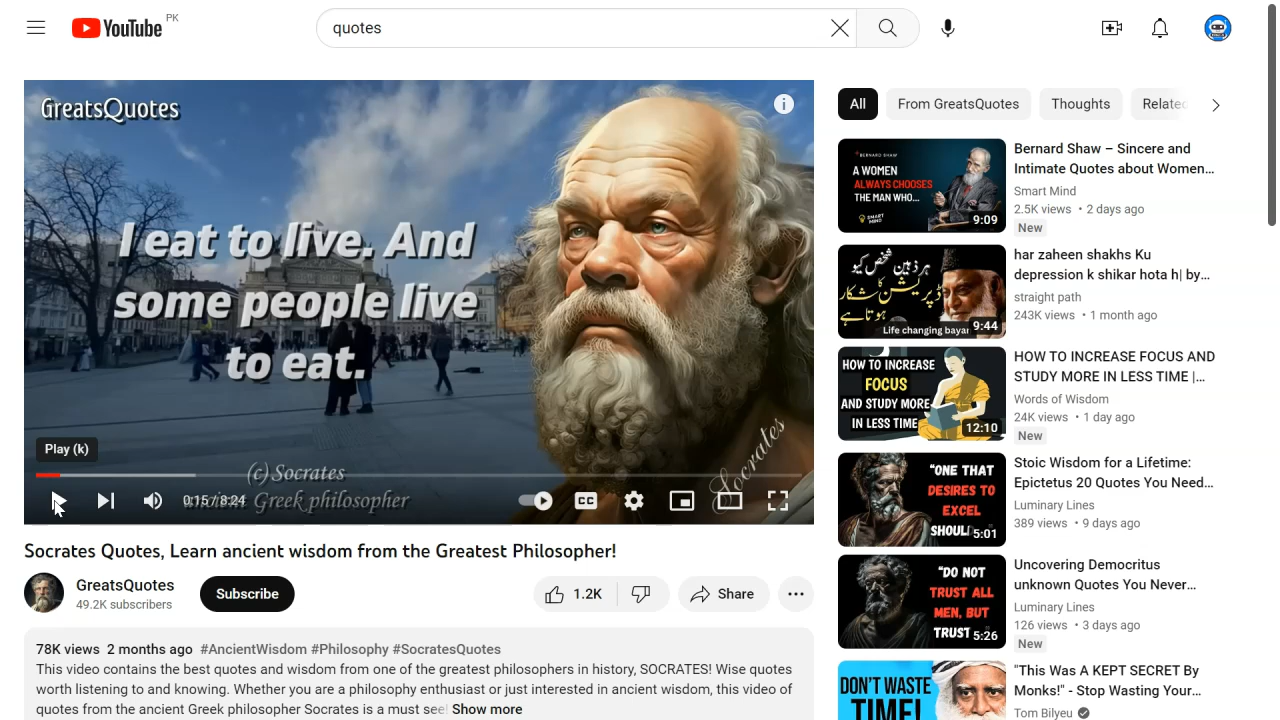 YouTube PK
quotes
GreatsQuotes
I eat to live. And
some people live
to eat.
Play (k)
(c) Socrates
Greek philosopher
Socrates
0:15 / 8:24
CC
Socrates Quotes, Learn ancient wisdom from the Greatest Philosopher!
GreatsQuotes
49.2K subscribers
Subscribe
1.2K
Share
78K views 2 months ago #AncientWisdom #Philosophy #SocratesQuotes
This video contains the best quotes and wisdom from one of the greatest philosophers in history, SOCRATES! Wise quotes
worth listening to and knowing. Whether you are a philosophy enthusiast or just interested in ancient wisdom, this video of
quotes from the ancient Greek philosopher Socrates is a must see! Show more
All
From GreatsQuotes
Thoughts
Related
BERNARD SHAW
A WOMEN
ALWAYS CHOOSES
THE MAN WHO...
SMART
MIND
9:09
Bernard Shaw – Sincere and
Intimate Quotes about Women...
Smart Mind
2.5K views • 2 days ago
New
ہر ذہین شخص کیوں
ڈپریشن کا شکار
ہوتا ہے
Life changing bayan
9:44
har zaheen shakhs Ku
depression k shikar hota h| by...
straight path
243K views • 1 month ago
HOW TO INCREASE
FOCUS
AND STUDY MORE
IN LESS TIME
12:10
HOW TO INCREASE FOCUS AND
STUDY MORE IN LESS TIME |...
Words of Wisdom
24K views • 1 day ago
New
"ONE THAT
DESIRES TO
EXCEL
SHOUL
5:01
Stoic Wisdom for a Lifetime:
Epictetus 20 Quotes You Need...
Luminary Lines
389 views • 9 days ago
"DO NOT
TRUST ALL
MEN, BUT
TRUST
5:26
Uncovering Democritus
unknown Quotes You Never...
Luminary Lines
126 views • 3 days ago
New
DON'T WASTE
TIME!
"This Was A KEPT SECRET By
Monks!" - Stop Wasting Your...
Tom Bilyeu